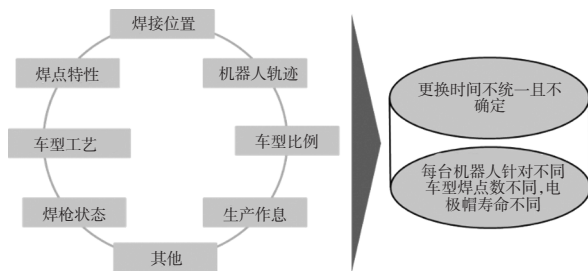 焊接位置
焊点特性
机器人轨迹
车型工艺
车型比例
焊枪状态
生产作息
其他
更换时间不统一且不
确定
每台机器人针对不同
车型焊点数不同,电
极帽寿命不同